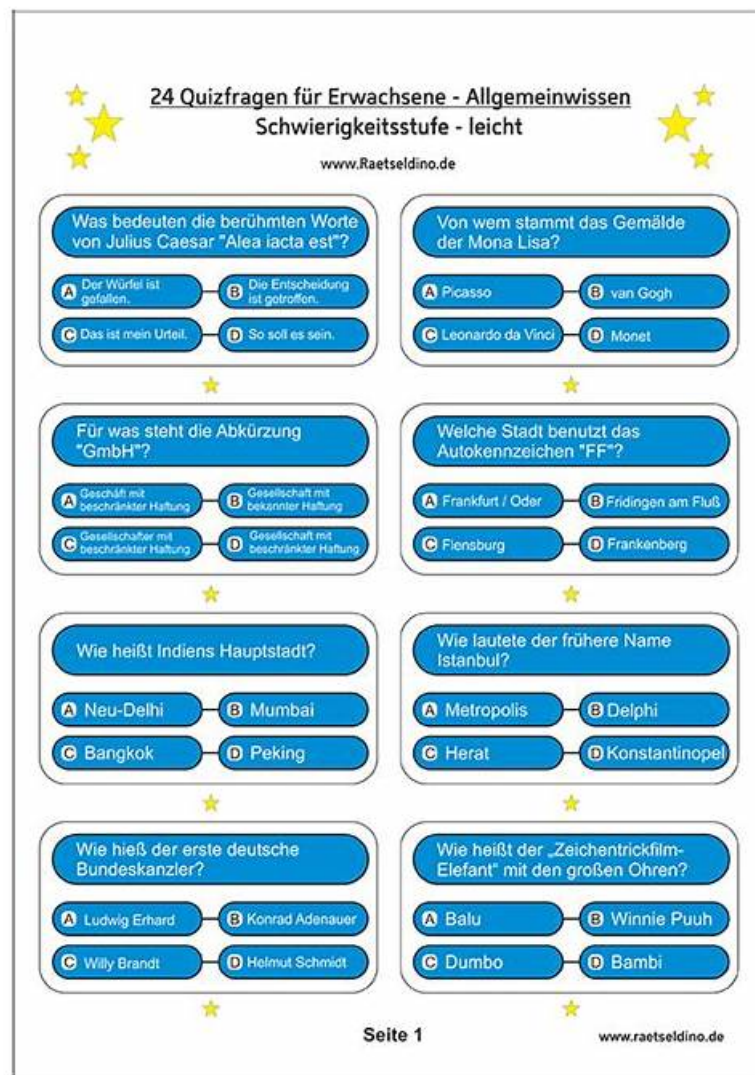 24 Quizfragen für Erwachsene - Allgemeinwissen
Schwierigkeitsstufe - leicht
www.Raetseldino.de
Was bedeuten die berühmten Worte
von Julius Caesar "Alea iacta est"?
A Der Würfel ist
gefallen.
B Die Entscheidung
ist getroffen.
C Das ist mein Urteil.
D So soll es sein.
Von wem stammt das Gemälde
der Mona Lisa?
A Picasso
B van Gogh
C Leonardo da Vinci
D Monet
Für was steht die Abkürzung
"GmbH"?
A Geschäft mit
beschränkter Haftung
B Gesellschaft mit
bekannter Haftung
C Gesellschafter mit
beschränkter Haftung
D Gesellschaft mit
beschränkter Haftung
Welche Stadt benutzt das
Autokennzeichen "FF"?
A Frankfurt / Oder
B Fridingen am Fluß
C Flensburg
D Frankenberg
Wie heißt Indiens Hauptstadt?
A Neu-Delhi
B Mumbai
C Bangkok
D Peking
Wie lautete der frühere Name
Istanbul?
A Metropolis
B Delphi
C Herat
D Konstantinopel
Wie hieß der erste deutsche
Bundeskanzler?
A Ludwig Erhard
B Konrad Adenauer
C Willy Brandt
D Helmut Schmidt
Wie heißt der „Zeichentrickfilm-
Elefant“ mit den großen Ohren?
A Balu
B Winnie Puuh
C Dumbo
D Bambi
Seite 1
www.raetseldino.de